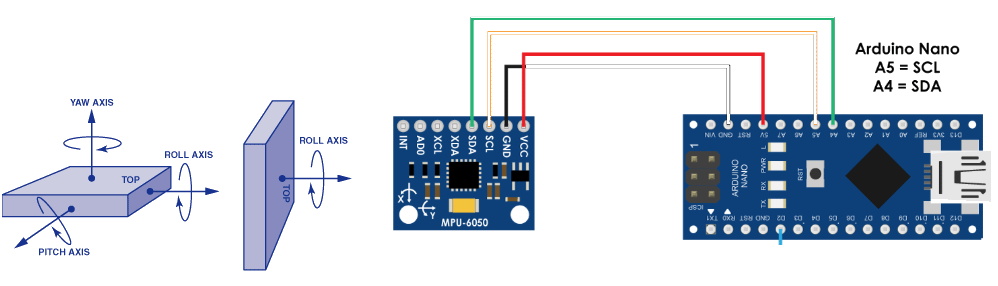 YAW AXIS
ROLL AXIS
TOP
PITCH AXIS
ROLL AXIS
TOP
INT
AD0
XCL
XDA
SDA
SCL
GND
VCC
X
Y
MPU-6050
Arduino Nano
A5 = SCL
A4 = SDA
VIN
GND
RST
5V
A7
A6
A5
A4
A3
A2
A1
A0
REF
3V3
D13
1
ICSP
ARDUINO
NANO
L
PWR
RX
TX
RST
TX1
RX0
RST
GND
D2
D3
D4
D5
D6
D7
D8
D9
D10
D11
D12